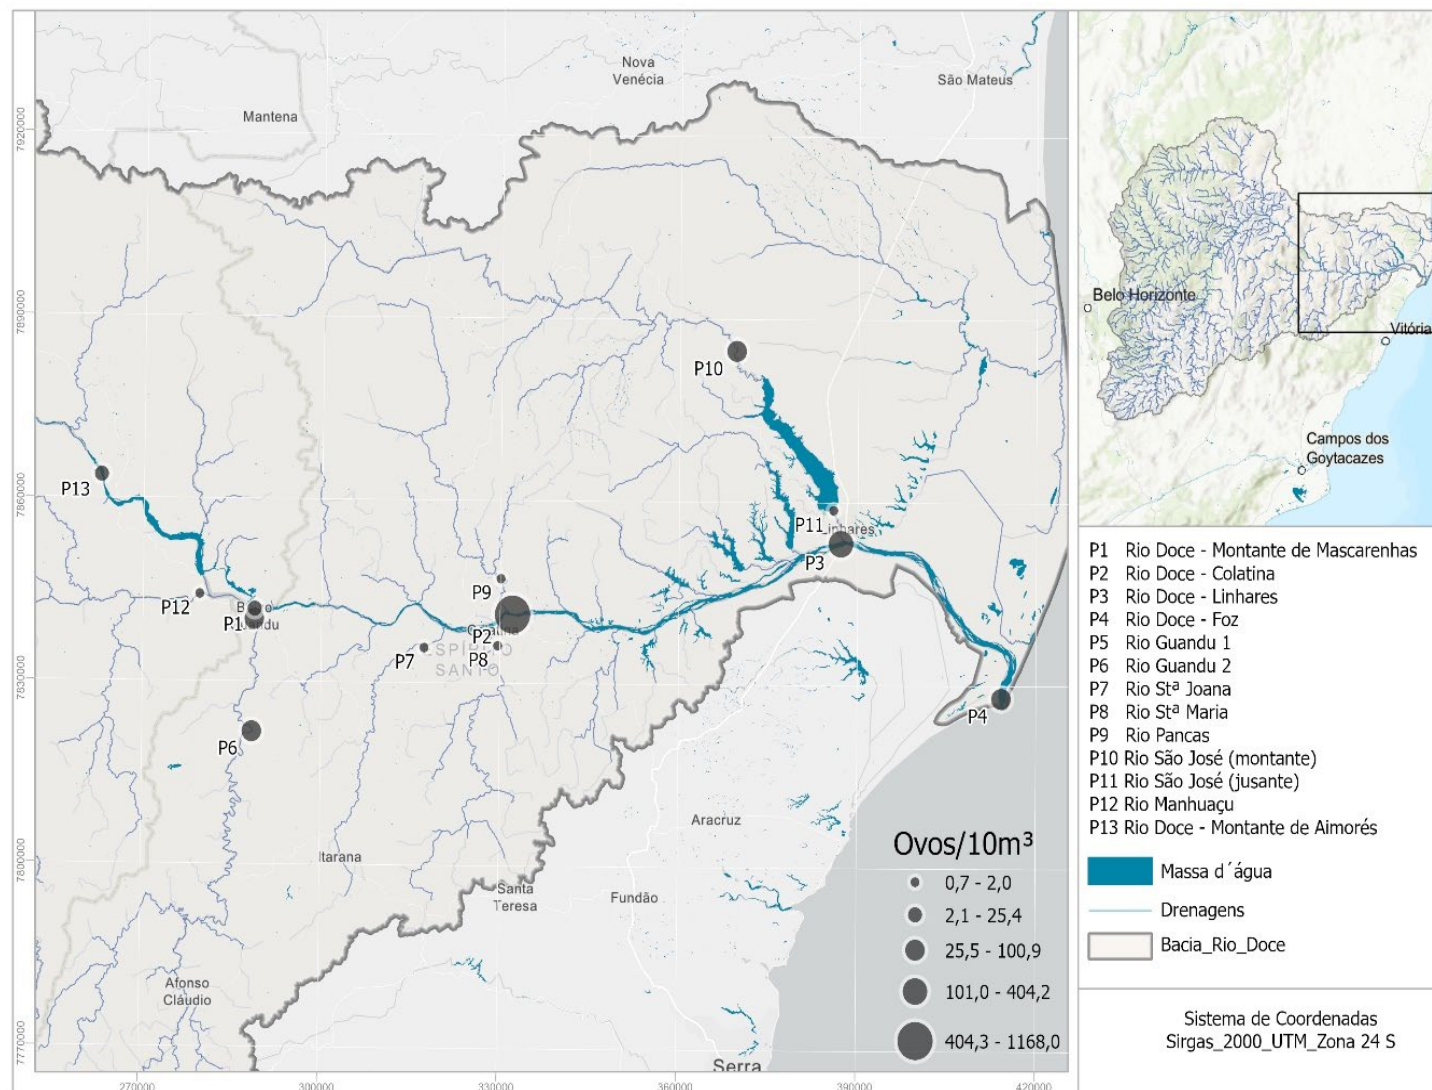 Nova
Venécia
São Mateus
Mantena
7920000
7890000
7860000
7830000
7800000
7770000
P10
P13
P11
Linhares
P3
P9
P12
P1
P2
P7
P8
ESPÍRITO
SANTO
P6
P4
Aracruz
Itarana
Santa
Teresa
Fundão
Afonso
Cláudio
Serra
Ovos/10m³
0,7 - 2,0
2,1 - 25,4
25,5 - 100,9
101,0 - 404,2
404,3 - 1168,0
270000
300000
330000
360000
390000
420000
Belo Horizonte
Vitória
Campos dos
Goytacazes
P1 Rio Doce - Montante de Mascarenhas
P2 Rio Doce - Colatina
P3 Rio Doce - Linhares
P4 Rio Doce - Foz
P5 Rio Guandu 1
P6 Rio Guandu 2
P7 Rio Stª Joana
P8 Rio Stª Maria
P9 Rio Pancas
P10 Rio São José (montante)
P11 Rio São José (jusante)
P12 Rio Manhuaçu
P13 Rio Doce - Montante de Aimorés
Massa d´água
Drenagens
Bacia_Rio_Doce
Sistema de Coordenadas
Sirgas_2000_UTM_Zona 24 S